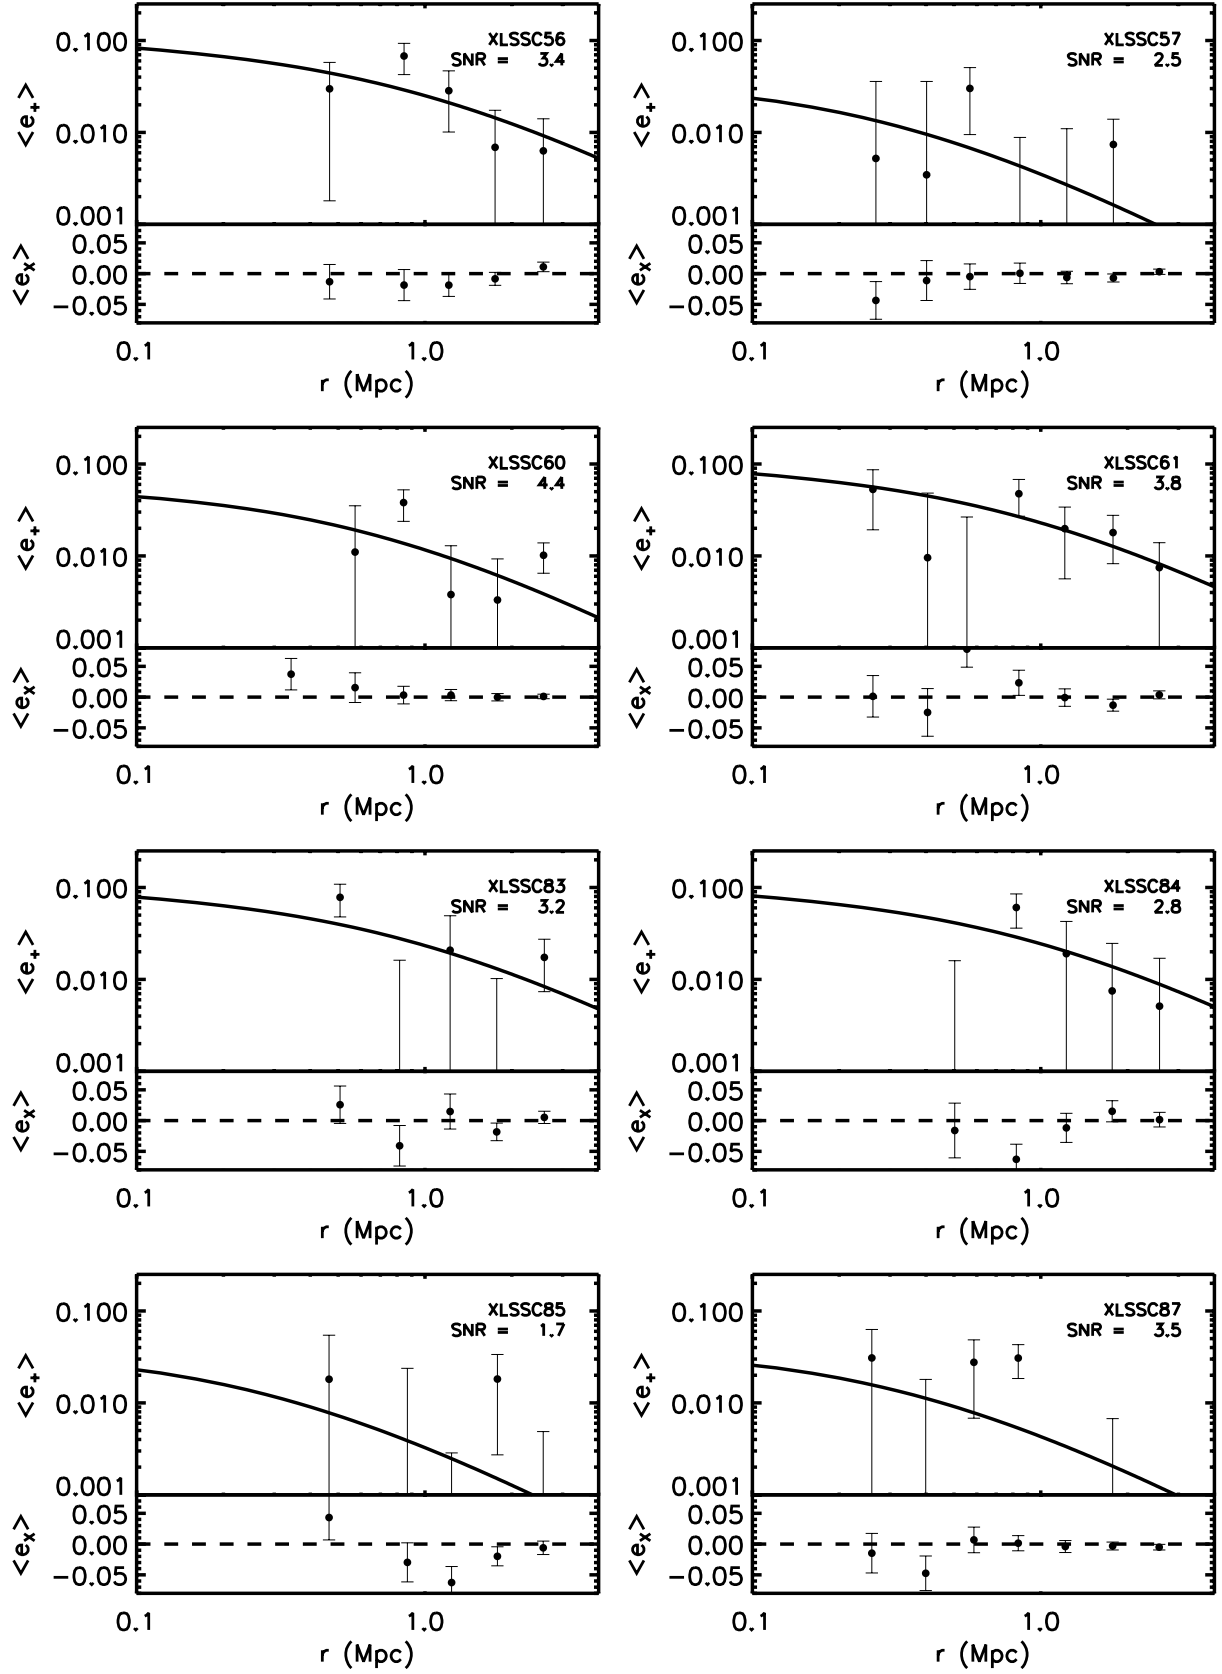 XLSSC56
SNR = 3.4
0.100
0.010
0.001
<e+>
0.05
0.00
−0.05
<ex>
0.1
1.0
r (Mpc)
XLSSC57
SNR = 2.5
0.100
0.010
0.001
<e+>
0.05
0.00
−0.05
<ex>
0.1
1.0
r (Mpc)
XLSSC60
SNR = 4.4
0.100
0.010
0.001
<e+>
0.05
0.00
−0.05
<ex>
0.1
1.0
r (Mpc)
XLSSC61
SNR = 3.8
0.100
0.010
0.001
<e+>
0.05
0.00
−0.05
<ex>
0.1
1.0
r (Mpc)
XLSSC83
SNR = 3.2
0.100
0.010
0.001
<e+>
0.05
0.00
−0.05
<ex>
0.1
1.0
r (Mpc)
XLSSC84
SNR = 2.8
0.100
0.010
0.001
<e+>
0.05
0.00
−0.05
<ex>
0.1
1.0
r (Mpc)
XLSSC85
SNR = 1.7
0.100
0.010
0.001
<e+>
0.05
0.00
−0.05
<ex>
0.1
1.0
r (Mpc)
XLSSC87
SNR = 3.5
0.100
0.010
0.001
<e+>
0.05
0.00
−0.05
<ex>
0.1
1.0
r (Mpc)